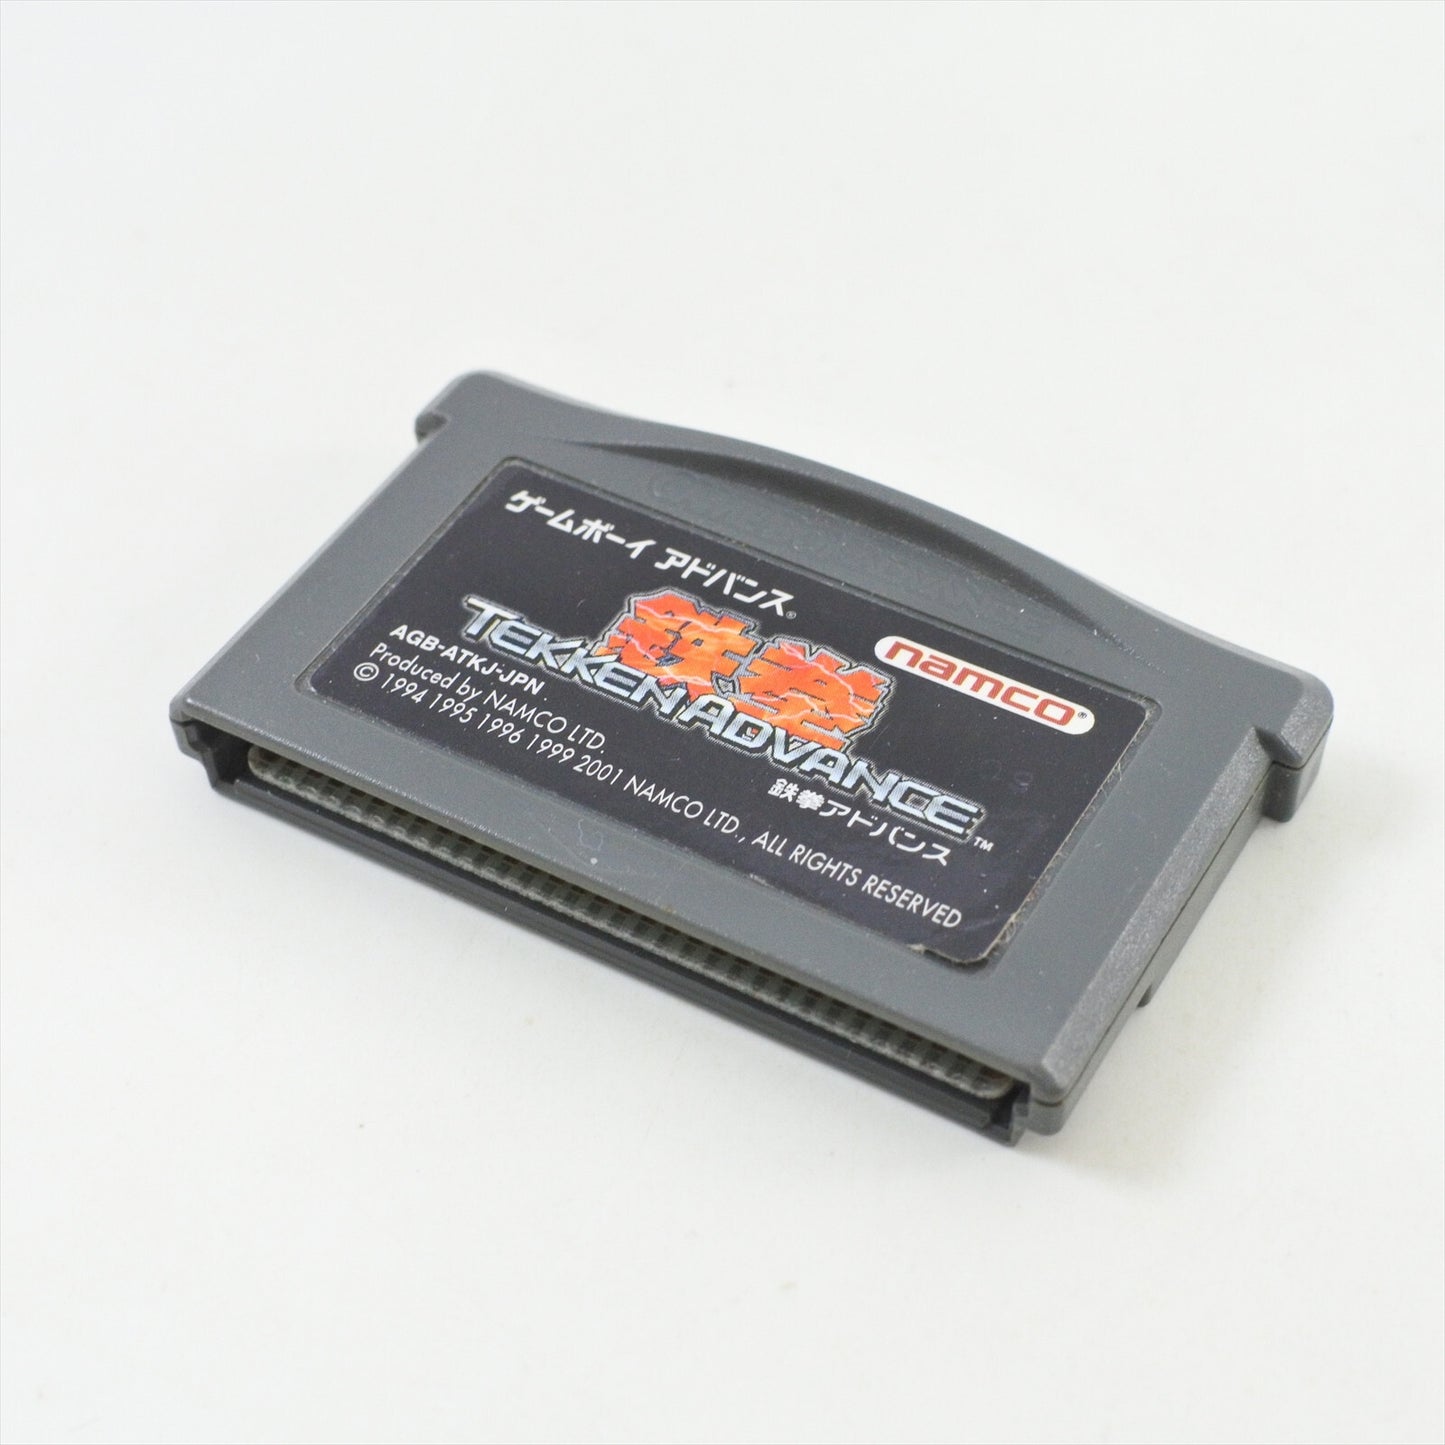 ゲームボーイ アドバンス®
namco®
鉄拳
TEKKEN ADVANCE™
鉄拳アドバンス
AGB-ATKJ-JPN
Produced by NAMCO LTD.
© 1994 1995 1996 1999 2001 NAMCO LTD., ALL RIGHTS RESERVED